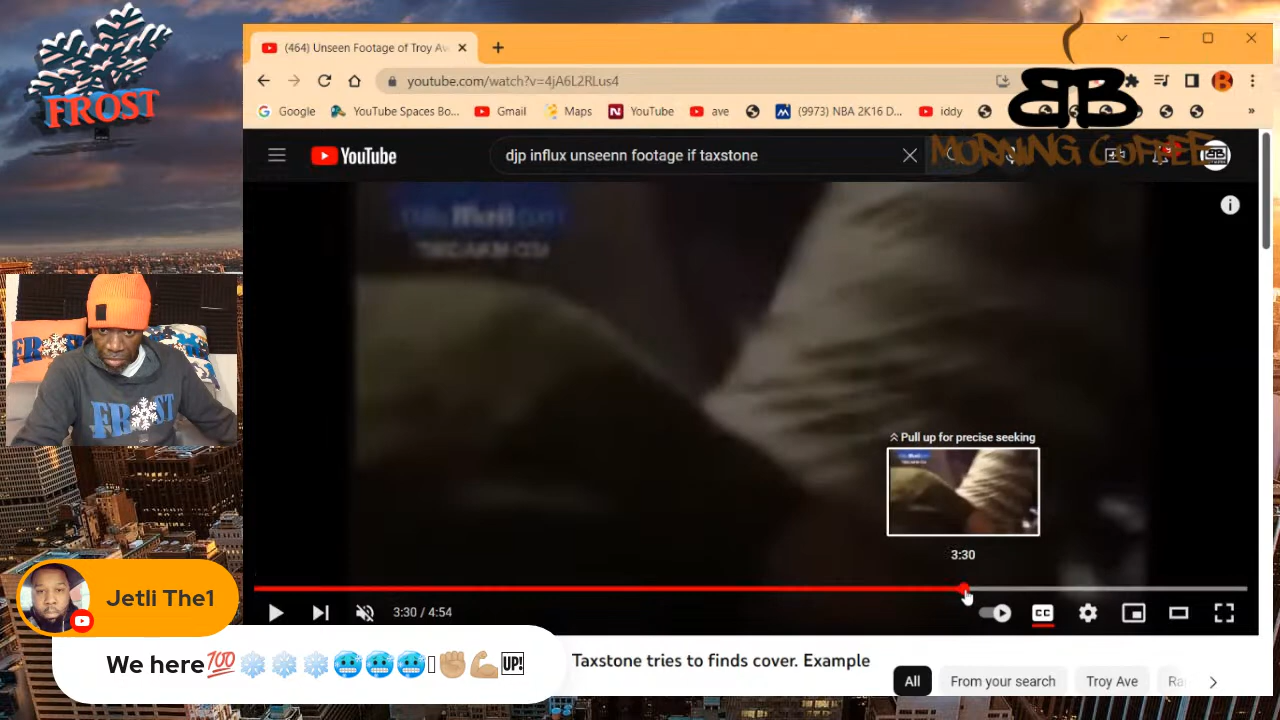 FROST
(464) Unseen Footage of Troy Av
youtube.com/watch?v=4jA6L2RLus4
BB
Google
YouTube Spaces Bo...
Gmail
Maps
YouTube
ave
(9973) NBA 2K16 D...
iddy
MORNING COFFEE
YouTube
djp influx unseenn footage if taxstone
FROST
FROST
Pull up for precise seeking
3:30
3:30 / 4:54
CC
Jetli The1
We here💯❄️❄️❄️🥶🥶🥶✊🏽💪🏽🆙
Taxstone tries to finds cover. Example
All
From your search
Troy Ave
Ra